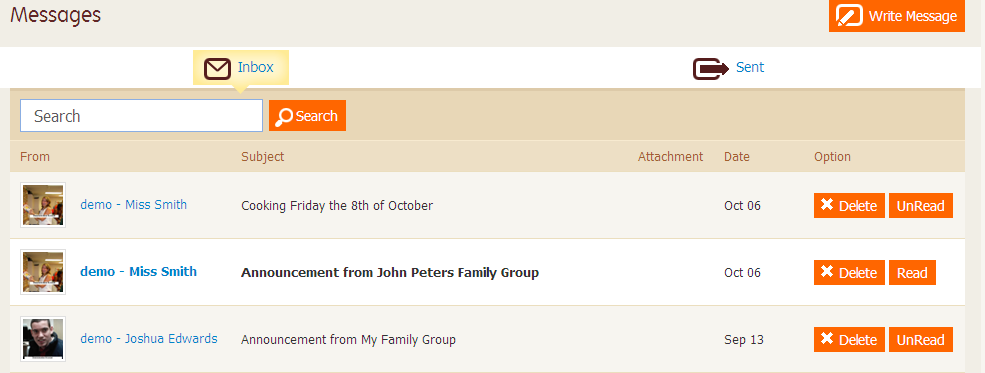 Messages
Write Message
Inbox
Sent
Search
Search
From Subject Attachment Date Option
demo - Miss Smith Cooking Friday the 8th of October Oct 06 Delete UnRead
demo - Miss Smith Announcement from John Peters Family Group Oct 06 Delete Read
demo - Joshua Edwards Announcement from My Family Group Sep 13 Delete UnRead